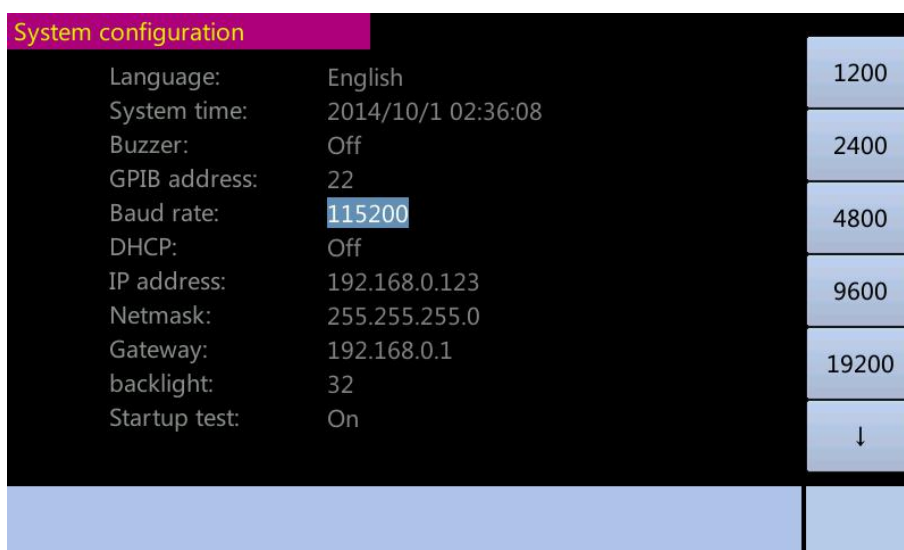 System configuration
Language: English
System time: 2014/10/1 02:36:08
Buzzer: Off
GPIB address: 22
Baud rate: 115200
DHCP: Off
IP address: 192.168.0.123
Netmask: 255.255.255.0
Gateway: 192.168.0.1
backlight: 32
Startup test: On
1200
2400
4800
9600
19200
↓